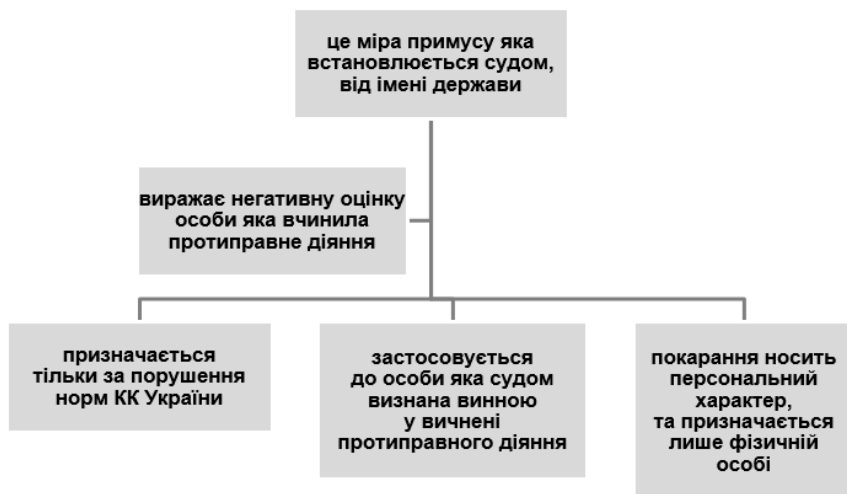 це міра примусу яка
встановлюється судом,
від імені держави
виражає негативну оцінку
особи яка вчинила
протиправне діяння
призначається
тільки за порушення
норм КК України
застосовується
до особи яка судом
визнана винною
у вичнені
протиправного діяння
покарання носить
персональний
характер,
та призначається
лише фізичній
особі